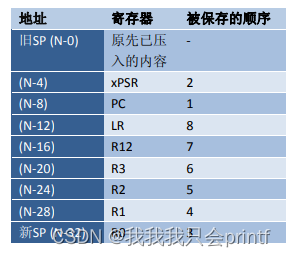 地址 寄存器 被保存的顺序
旧SP (N-0) 原先已压入的内容 -
(N-4) xPSR 2
(N-8) PC 1
(N-12) LR 8
(N-16) R12 7
(N-20) R3 6
(N-24) R2 5
(N-28) R1 4
新SP (N-32) R0 3
CSDN @我我我只会printf